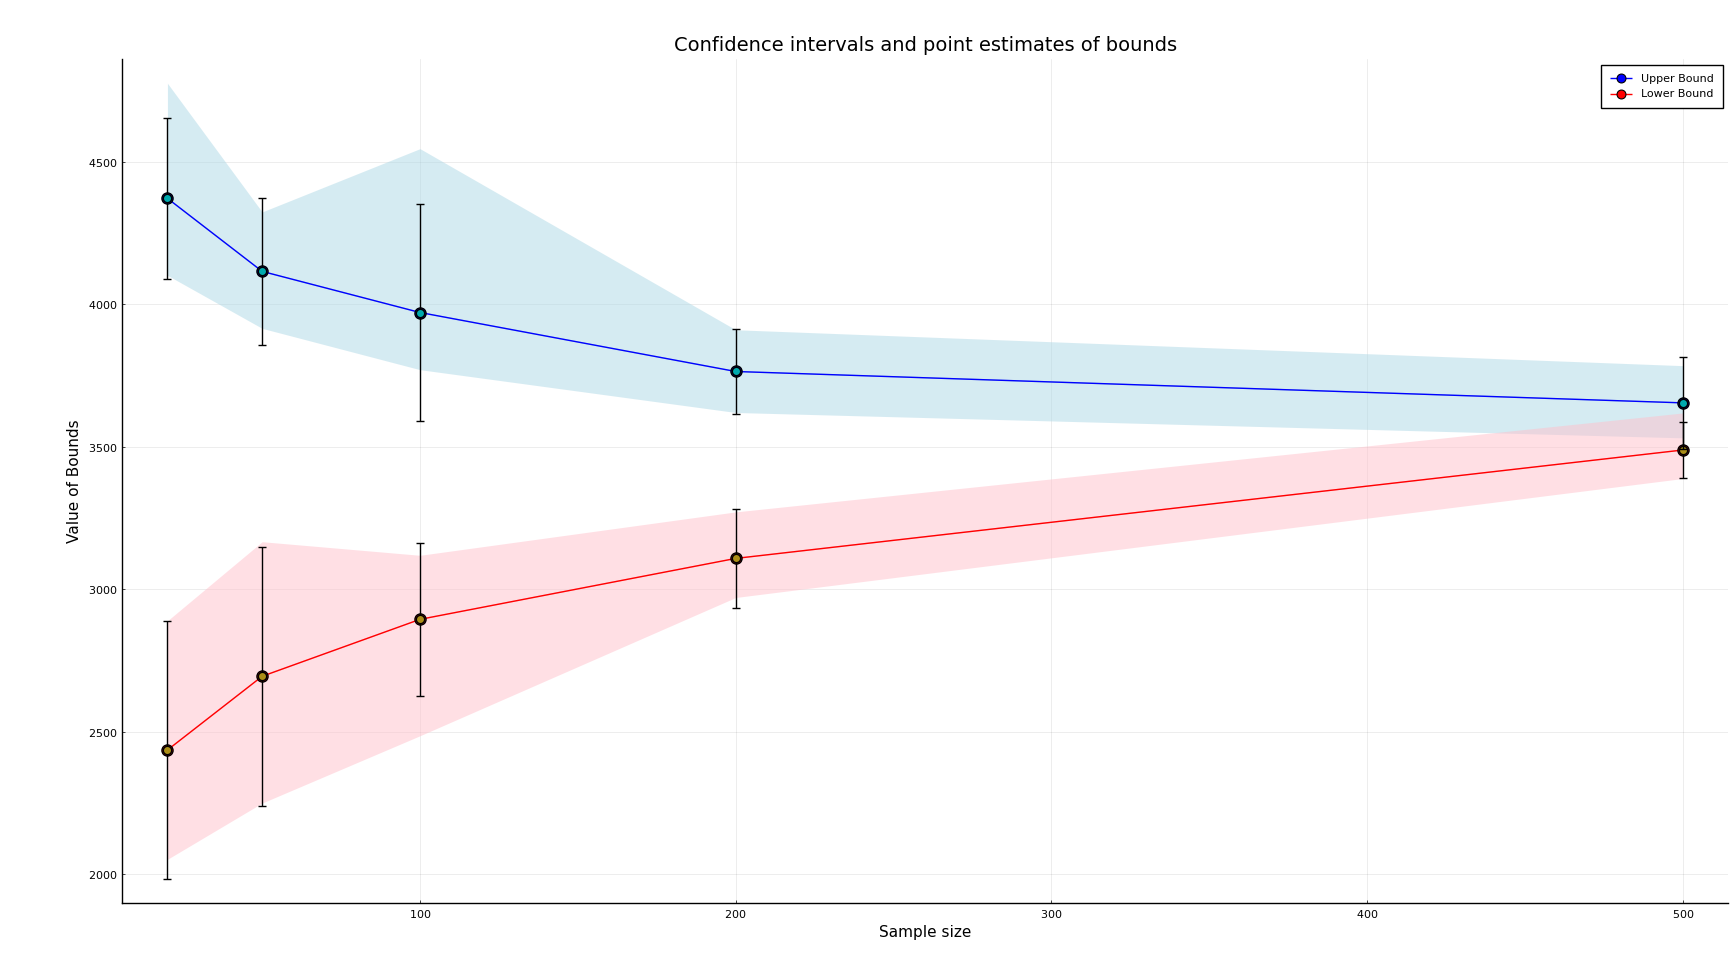 Confidence intervals and point estimates of bounds
Upper Bound
Lower Bound
Value of Bounds
4500
4000
3500
3000
2500
2000
100
200
300
400
500
Sample size